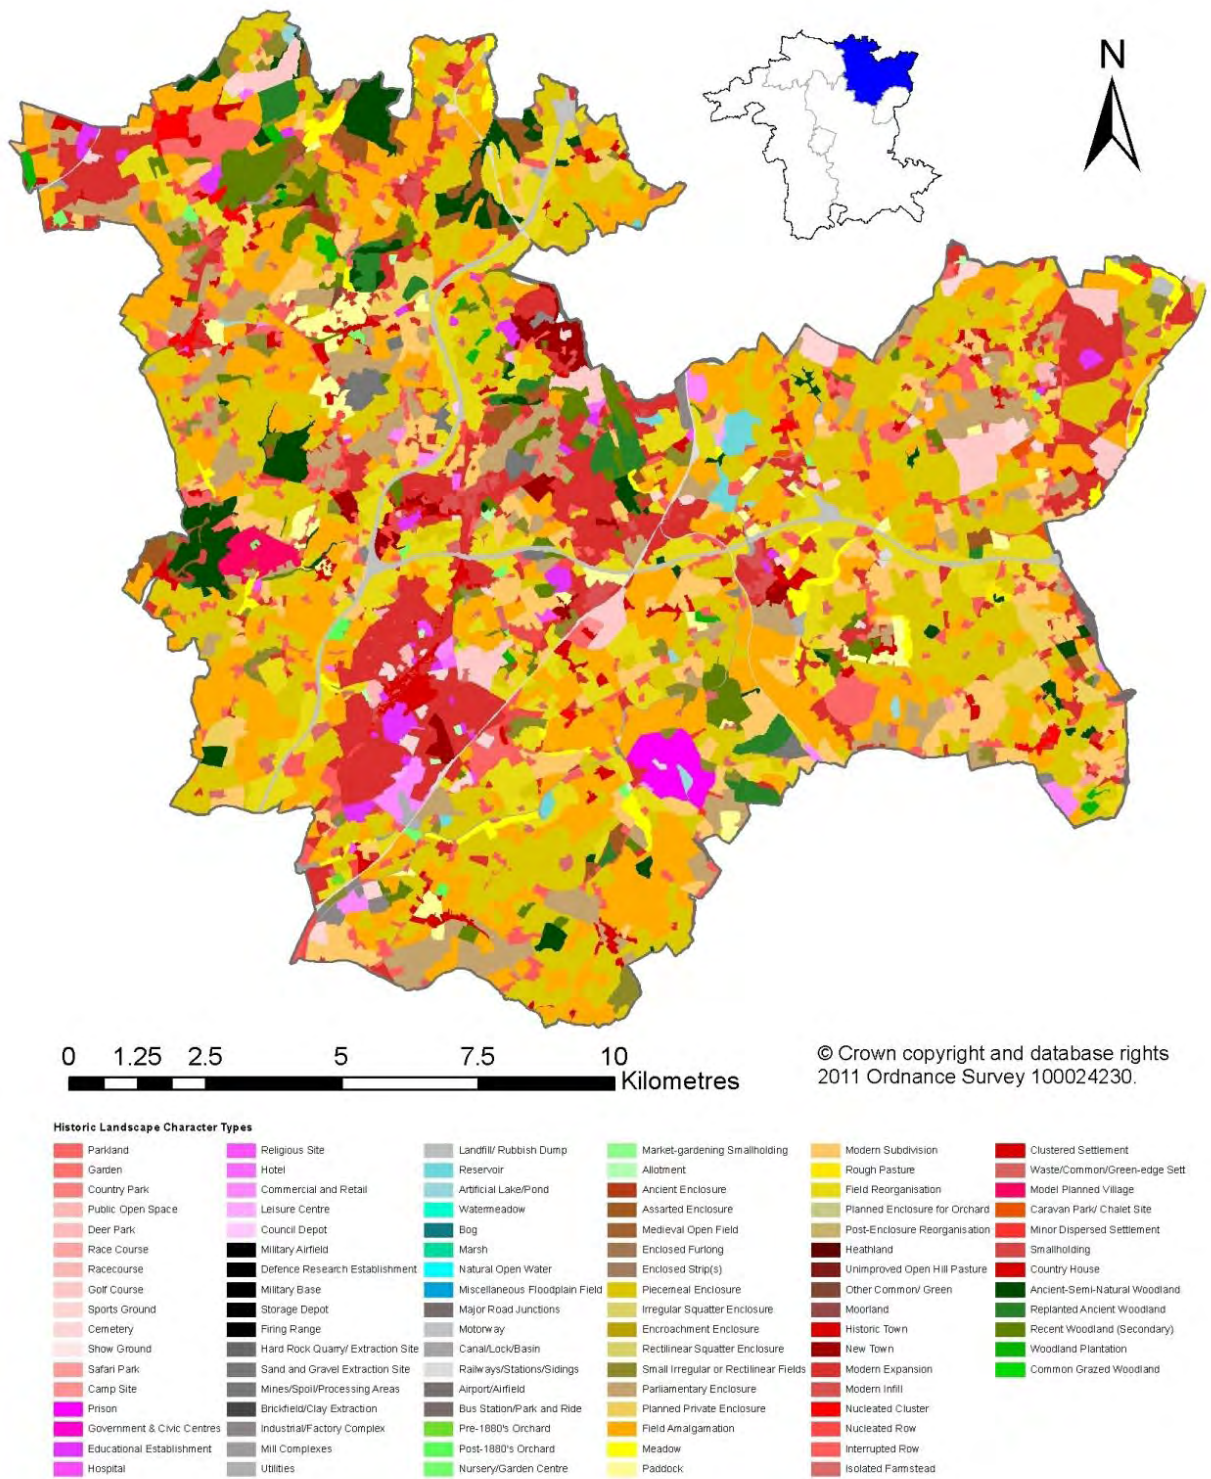 N
0 1.25 2.5 5 7.5 10
Kilometres
© Crown copyright and database rights
2011 Ordnance Survey 100024230.
Historic Landscape Character Types
Parkland
Garden
Country Park
Public Open Space
Deer Park
Race Course
Racecourse
Golf Course
Sports Ground
Cemetery
Show Ground
Safari Park
Camp Site
Prison
Government & Civic Centres
Educational Establishment
Hospital
Religious Site
Hotel
Commercial and Retail
Leisure Centre
Council Depot
Military Airfield
Defence Research Establishment
Military Base
Storage Depot
Firing Range
Hard Rock Quarry/ Extraction Site
Sand and Gravel Extraction Site
Mines/Spoil/Processing Areas
Brickfield/Clay Extraction
Industrial/Factory Complex
Mill Complexes
Utilities
Landfill/ Rubbish Dump
Reservoir
Artificial Lake/Pond
Watermeadow
Bog
Marsh
Natural Open Water
Miscellaneous Floodplain Field
Major Road Junctions
Motorway
Canal/Lock/Basin
Railways/Stations/Sidings
Airport/Airfield
Bus Station/Park and Ride
Pre-1880's Orchard
Post-1880's Orchard
Nursery/Garden Centre
Market-gardening Smallholding
Allotment
Ancient Enclosure
Assarted Enclosure
Medieval Open Field
Enclosed Furlong
Enclosed Strip(s)
Piecemeal Enclosure
Irregular Squatter Enclosure
Encroachment Enclosure
Rectilinear Squatter Enclosure
Small Irregular or Rectilinear Fields
Parliamentary Enclosure
Planned Private Enclosure
Field Amalgamation
Meadow
Paddock
Modern Subdivision
Rough Pasture
Field Reorganisation
Planned Enclosure for Orchard
Post-Enclosure Reorganisation
Heathland
Unimproved Open Hill Pasture
Other Common/ Green
Moorland
Historic Town
New Town
Modern Expansion
Modern Infill
Nucleated Cluster
Nucleated Row
Interrupted Row
Isolated Farmstead
Clustered Settlement
Waste/Common/Green-edge Sett
Model Planned Village
Caravan Park/ Chalet Site
Minor Dispersed Settlement
Smallholding
Country House
Ancient-Semi-Natural Woodland
Replanted Ancient Woodland
Recent Woodland (Secondary)
Woodland Plantation
Common Grazed Woodland